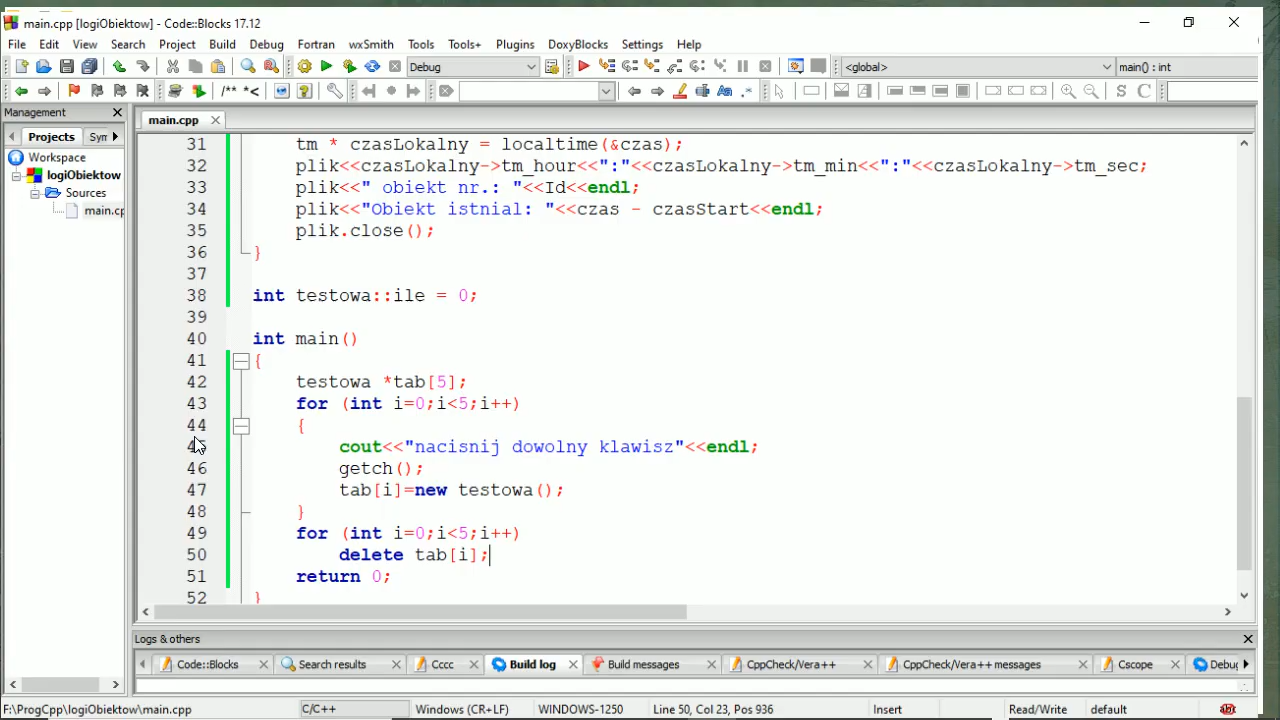 main.cpp [logiObiektow] - Code::Blocks 17.12
File Edit View Search Project Build Debug Fortran wxSmith Tools Tools+ Plugins DoxyBlocks Settings Help
Debug <global> main() : int
/** *< Aa .* S C
Management
Projects Syn
Workspace
logiObiektow
Sources
main.cp
main.cpp
31 tm * czasLokalny = localtime(&czas);
32 plik<<czasLokalny->tm_hour<<":"<<czasLokalny->tm_min<<":"<<czasLokalny->tm_sec;
33 plik<<" obiekt nr.: "<<Id<<endl;
34 plik<<"Obiekt istnial: "<<czas - czasStart<<endl;
35 plik.close();
36 }
37
38 int testowa::ile = 0;
39
40 int main()
41 {
42 testowa *tab[5];
43 for (int i=0;i<5;i++)
44 {
cout<<"nacisnij dowolny klawisz"<<endl;
46 getch();
47 tab[i]=new testowa();
48 }
49 for (int i=0;i<5;i++)
50 delete tab[i];
51 return 0;
52 }
Logs & others
Code::Blocks Search results Cccc Build log Build messages CppCheck/Vera++ CppCheck/Vera++ messages Cscope Debug
F:\ProgCpp\logiObiektow\main.cpp C/C++ Windows (CR+LF) WINDOWS-1250 Line 50, Col 23, Pos 936 Insert Read/Write default